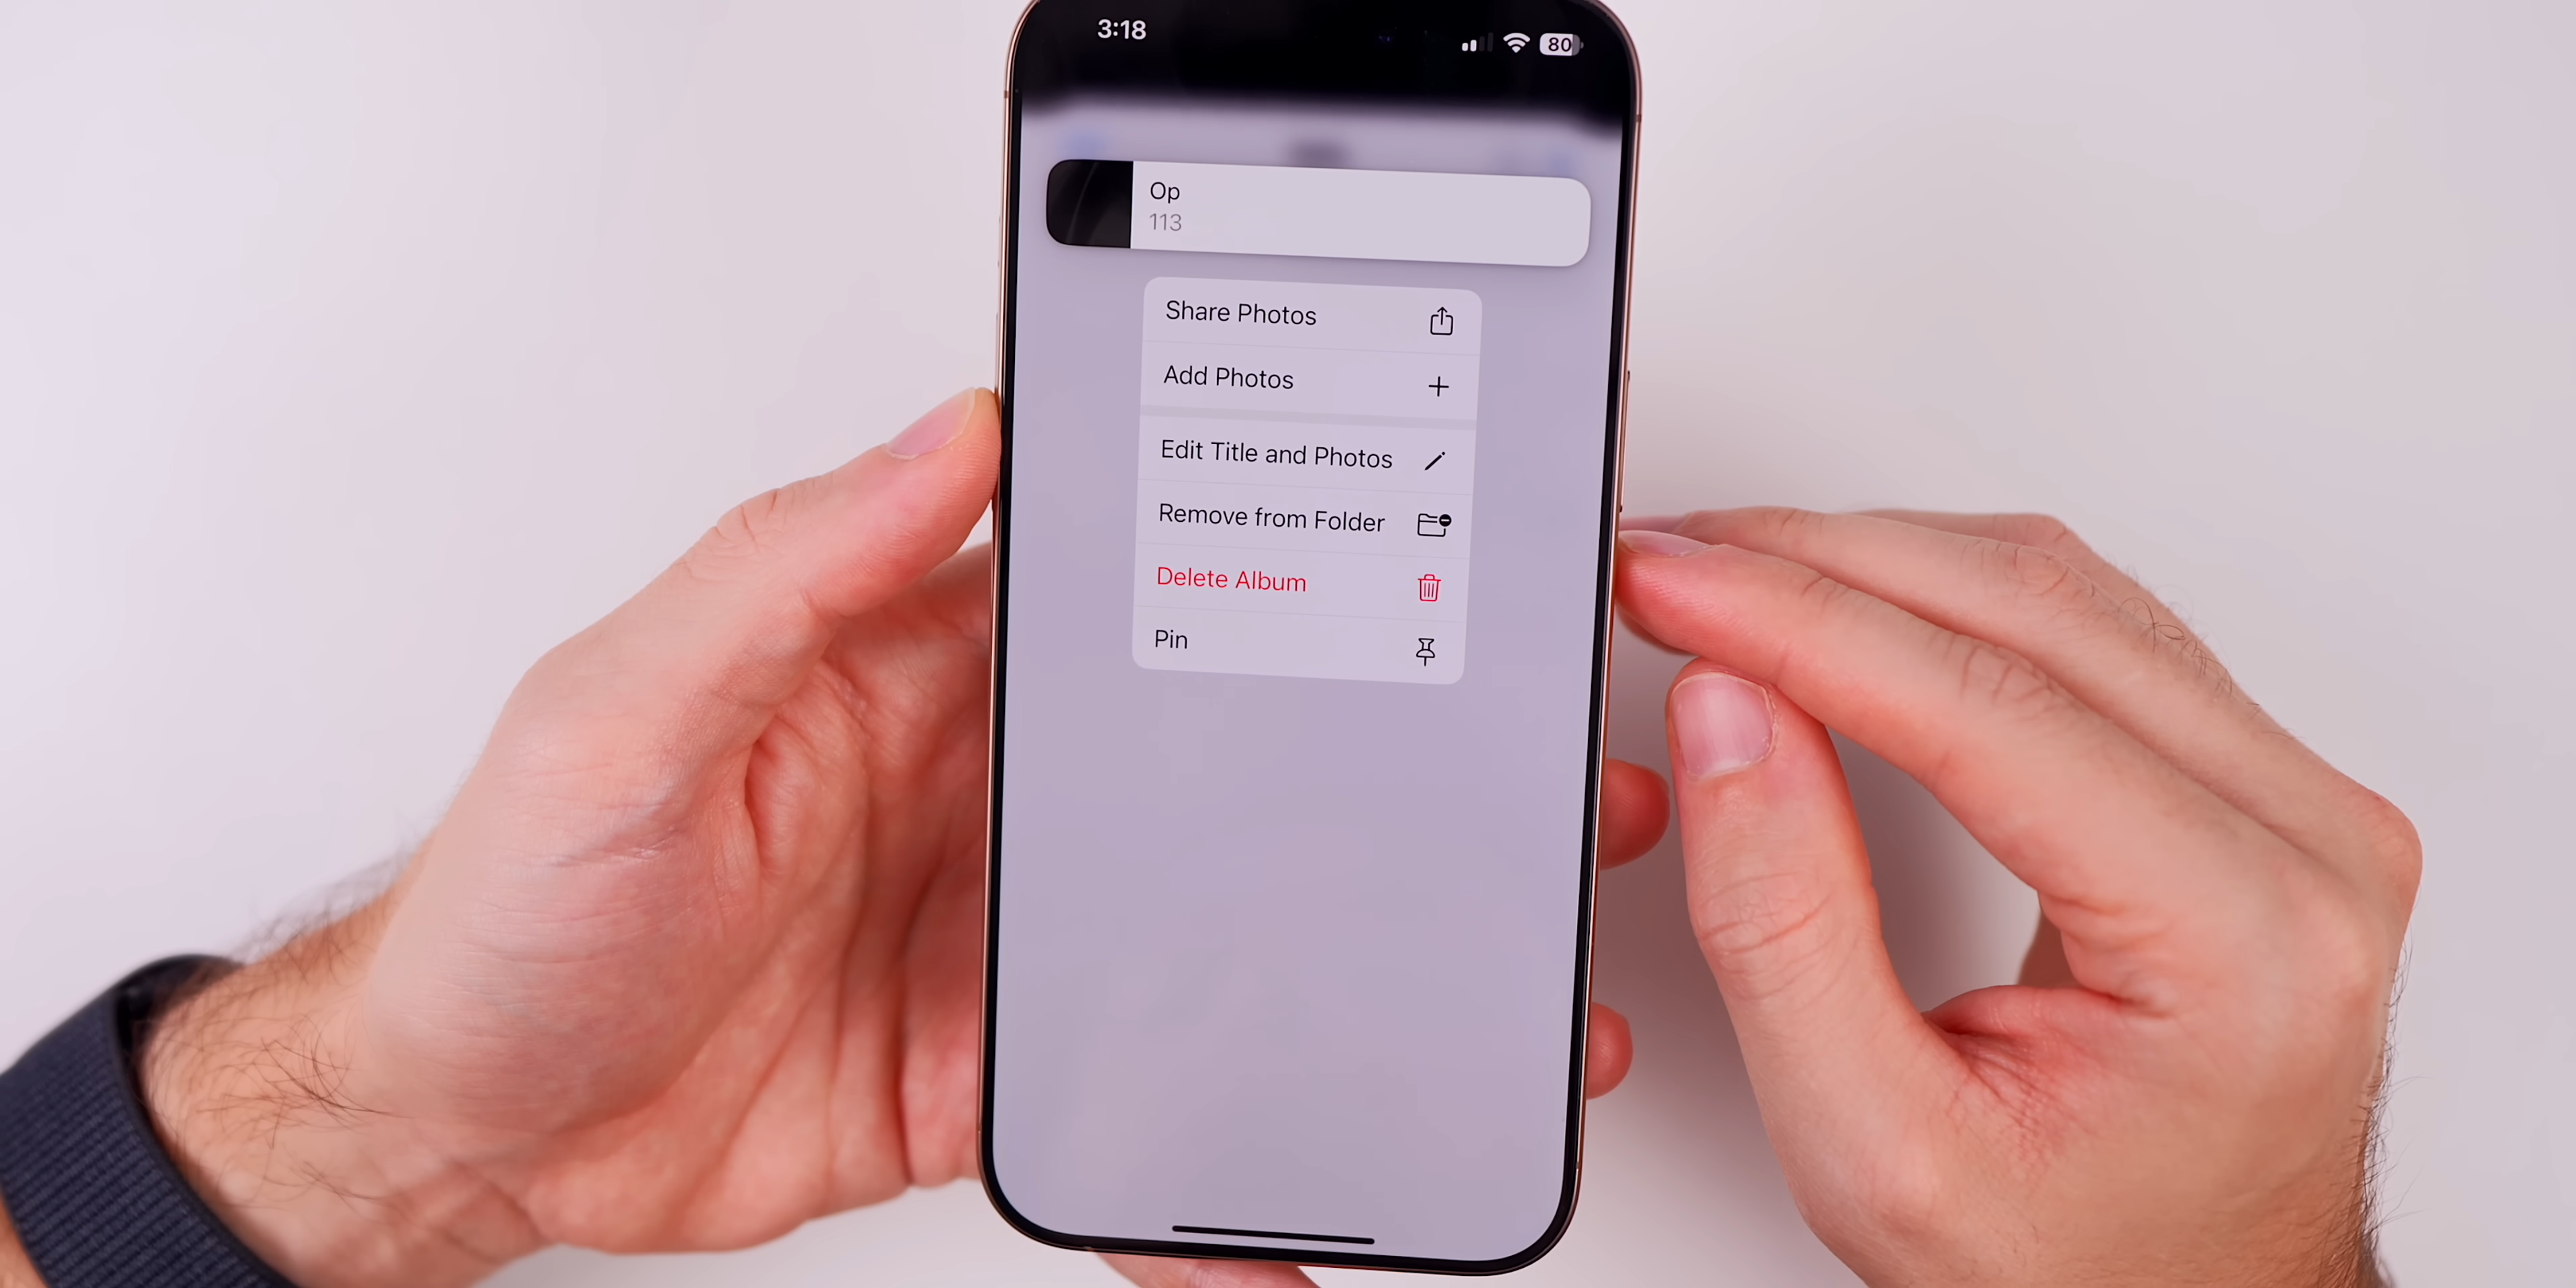 3:18
80
Op
113
Share Photos
Add Photos
Edit Title and Photos
Remove from Folder
Delete Album
Pin